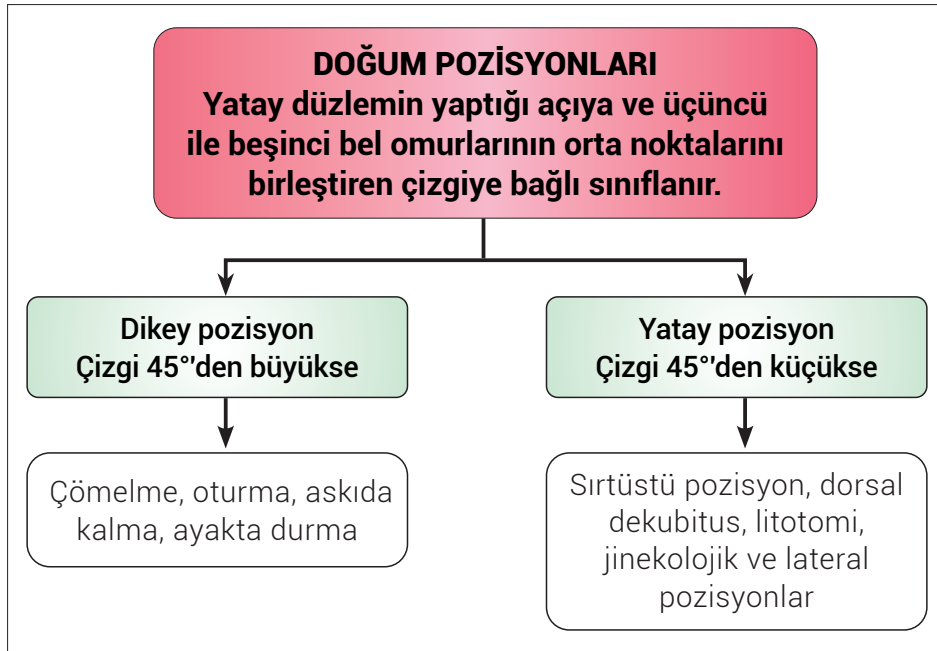 DOĞUM POZİSYONLARI
Yatay düzlemin yaptığı açıya ve üçüncü
ile beşinci bel omurlarının orta noktalarını
birleştiren çizgiye bağlı sınıflanır.
Dikey pozisyon
Çizgi 45°'den büyükse
Yatay pozisyon
Çizgi 45°'den küçükse
Çömelme, oturma, askıda
kalma, ayakta durma
Sırtüstü pozisyon, dorsal
dekubitus, litotomi,
jinekolojik ve lateral
pozisyonlar